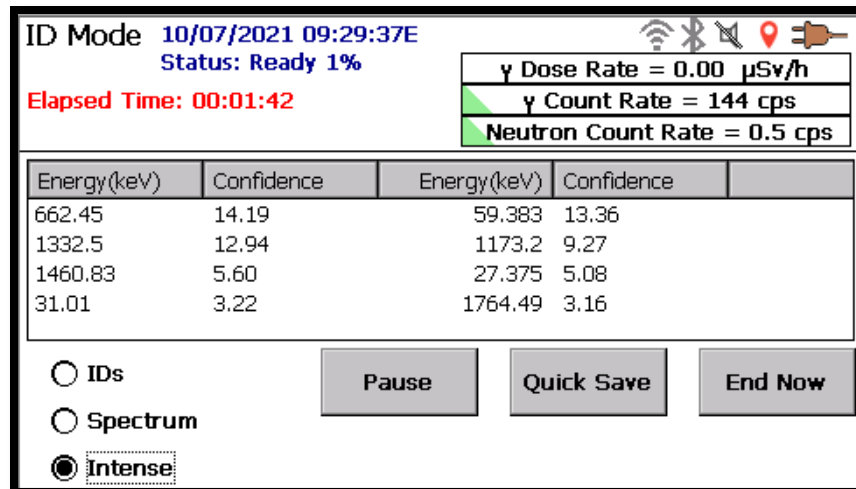 ID Mode 10/07/2021 09:29:37E
Status: Ready 1%
γ Dose Rate = 0.00 µSv/h
Elapsed Time: 00:01:42
γ Count Rate = 144 cps
Neutron Count Rate = 0.5 cps
Energy(keV) Confidence Energy(keV) Confidence
662.45 14.19 59.383 13.36
1332.5 12.94 1173.2 9.27
1460.83 5.60 27.375 5.08
31.01 3.22 1764.49 3.16
IDs
Pause Quick Save End Now
Spectrum
Intense